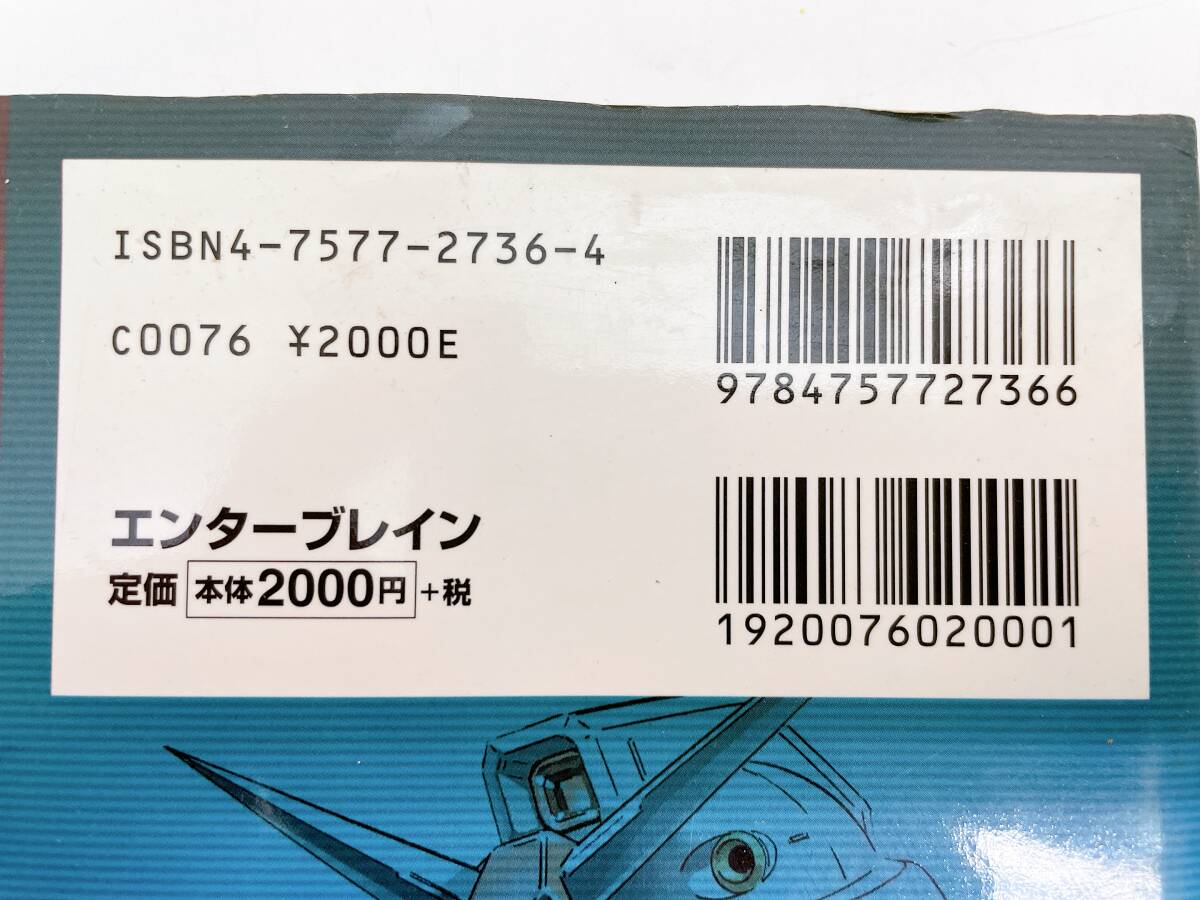 ISBN4-7577-2736-4
C0076 ¥2000E
9784757727366
エンターブレイン
定価 本体2000円 +税
1920076020001